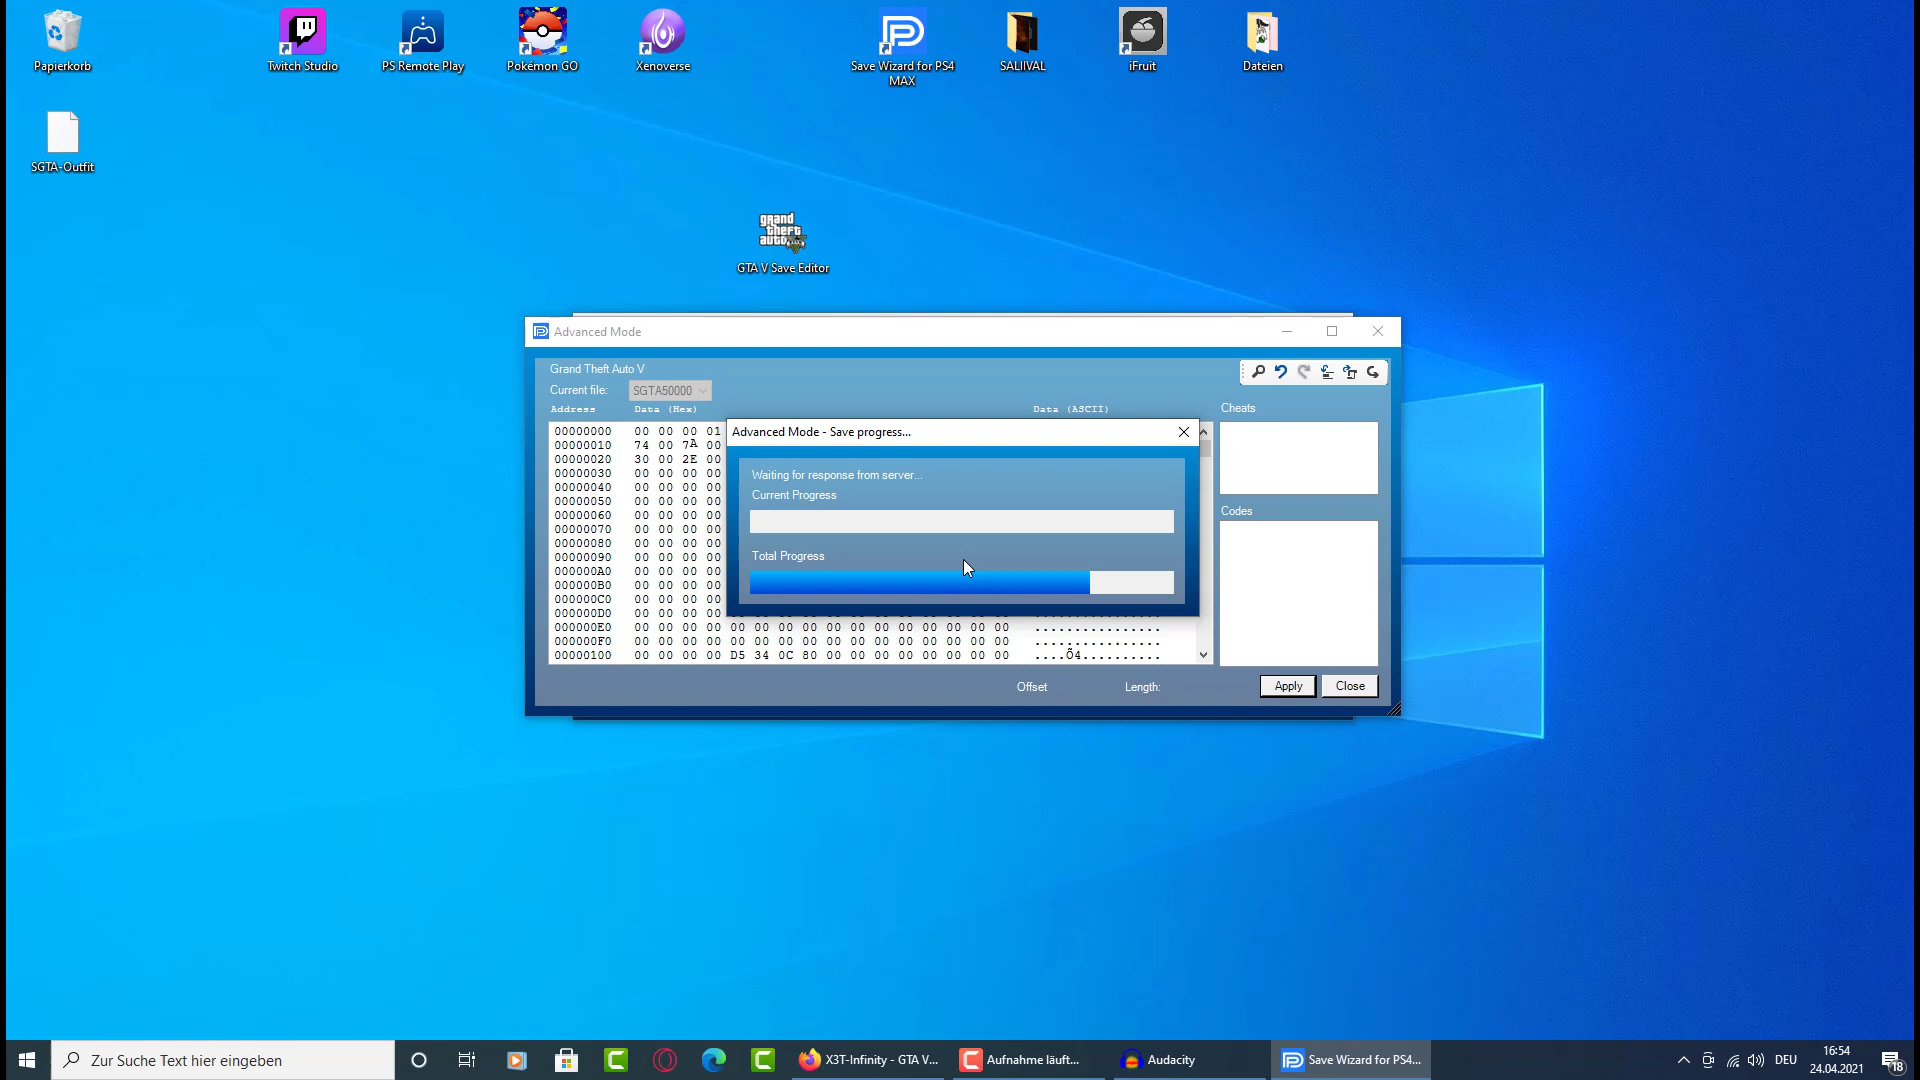 Papierkorb
Twitch Studio
PS Remote Play
Pokémon GO
Xenoverse
Save Wizard for PS4
MAX
SALIIVAL
iFruit
Dateien
SGTA-Outfit
grand
theft
auto
GTA V Save Editor
Advanced Mode
Grand Theft Auto V
Current file: SGTA50000
Address Data (Hex) Data (ASCII) Cheats
00000000 00 00 00 01
00000010 74 00 7A 00
00000020 30 00 2E 00
00000030 00 00 00 00
00000040 00 00 00 00
00000050 00 00 00 00
00000060 00 00 00 00
00000070 00 00 00 00
00000080 00 00 00 00
00000090 00 00 00 00
000000A0 00 00 00 00
000000B0 00 00 00 00
000000C0 00 00 00 00
000000D0 00 00 00 00
000000E0 00 00 00 00 00 00 00 00 00 00 00 00 00 00 00 00 ................
000000F0 00 00 00 00 00 00 00 00 00 00 00 00 00 00 00 00 ................
00000100 00 00 00 00 D5 34 0C 80 00 00 00 00 00 00 00 00 ....Õ4..........
Advanced Mode - Save progress...
Waiting for response from server...
Current Progress
Total Progress
Codes
Offset Length: Apply Close
Zur Suche Text hier eingeben
X3T-Infinity - GTA V...
Aufnahme läuft...
Audacity
Save Wizard for PS4...
DEU
16:54
24.04.2021
18